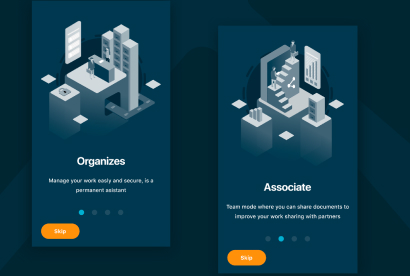 Organizes
Manage your work easly and secure, is a
permanent asistant
Skip
Associate
Team mode where you can share documents to
improve your work sharing with partners
Skip